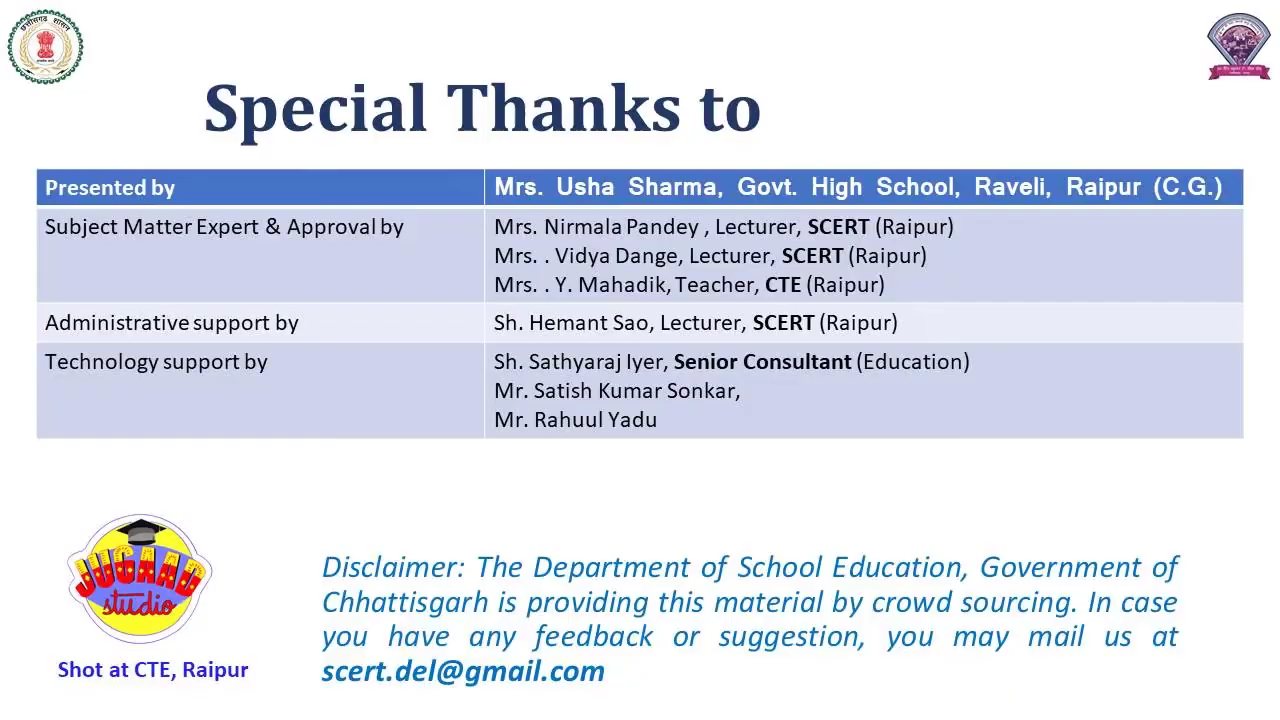 छत्तीसगढ़ शासन
Special Thanks to
Presented by
Mrs. Usha Sharma, Govt. High School, Raveli, Raipur (C.G.)
Subject Matter Expert & Approval by
Mrs. Nirmala Pandey , Lecturer, SCERT (Raipur)
Mrs. . Vidya Dange, Lecturer, SCERT (Raipur)
Mrs. . Y. Mahadik, Teacher, CTE (Raipur)
Administrative support by
Sh. Hemant Sao, Lecturer, SCERT (Raipur)
Technology support by
Sh. Sathyaraj Iyer, Senior Consultant (Education)
Mr. Satish Kumar Sonkar,
Mr. Rahuul Yadu
JUGAAD
studio
Shot at CTE, Raipur
Disclaimer: The Department of School Education, Government of
Chhattisgarh is providing this material by crowd sourcing. In case
you have any feedback or suggestion, you may mail us at
scert.del@gmail.com